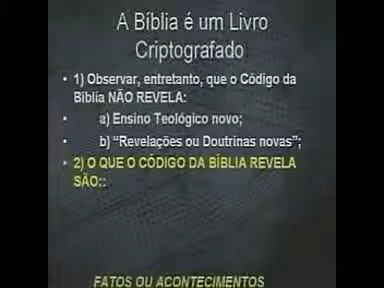 A Bíblia é um Livro
Criptografado
• 1) Observar, entretanto, que o Código da
Bíblia NÃO REVELA:
• a) Ensino Teológico novo;
• b) “Revelações ou Doutrinas novas”;
• 2) O QUE O CÓDIGO DA BÍBLIA REVELA
SÃO::
FATOS OU ACONTECIMENTOS